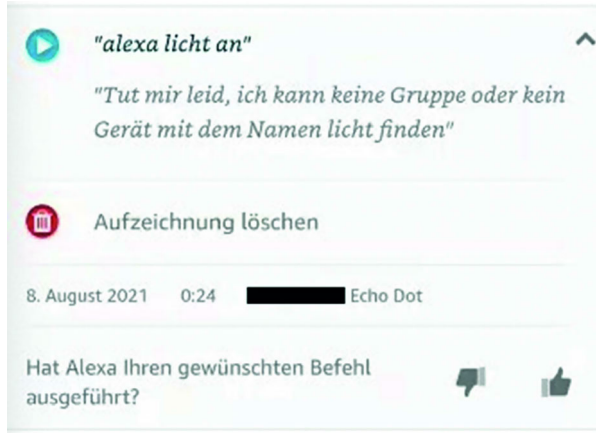 "alexa licht an"
"Tut mir leid, ich kann keine Gruppe oder kein
Gerät mit dem Namen licht finden"
Aufzeichnung löschen
8. August 2021 0:24 Echo Dot
Hat Alexa Ihren gewünschten Befehl
ausgeführt?